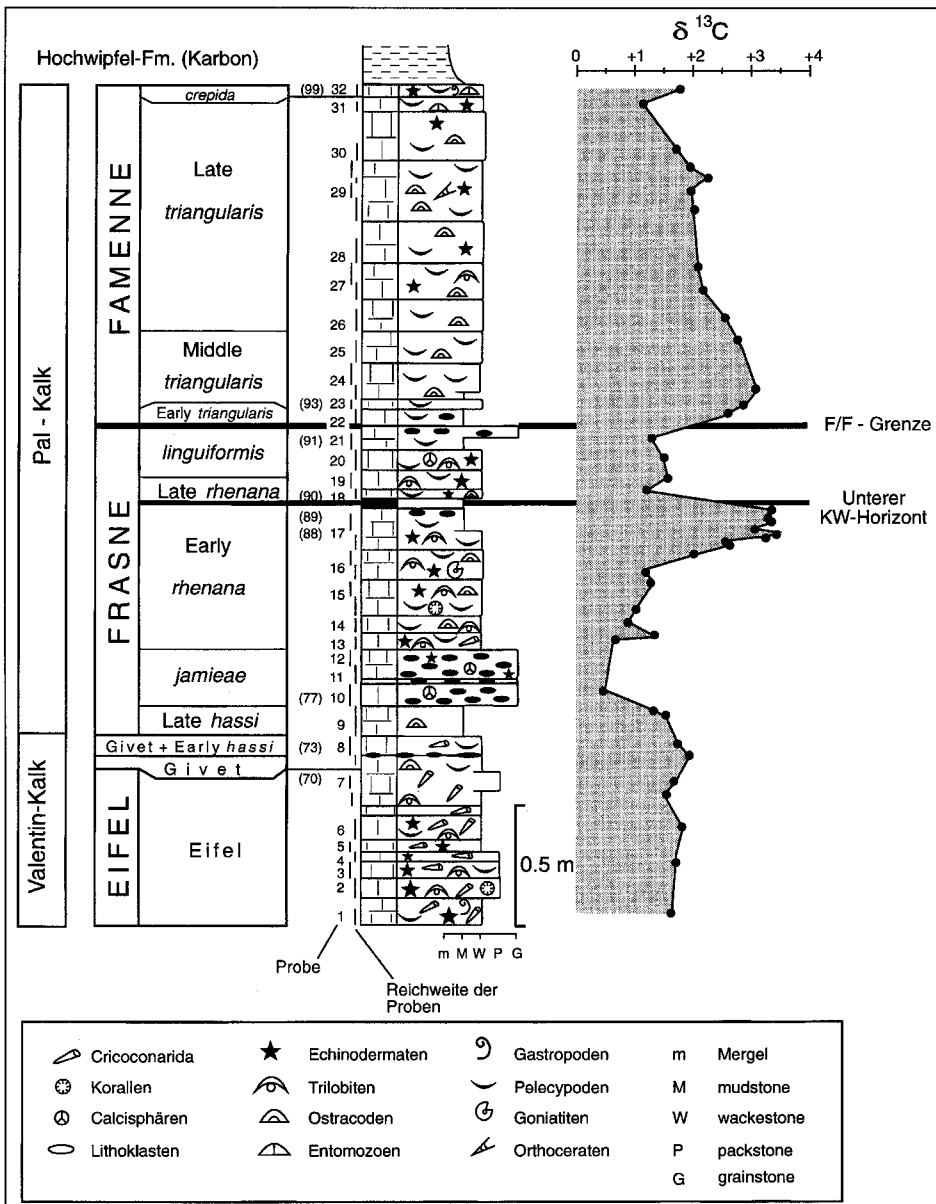 δ 13C
0 +1 +2 +3 +4
Hochwipfel-Fm. (Karbon)
Pal - Kalk
Valentin-Kalk
FAMENNE
FRASNE
EIFEL
crepida
Late
triangularis
Middle
triangularis
Early triangularis
linguiformis
Late rhenana
Early
rhenana
jamieae
Late hassi
Givet + Early hassi
Givet
Eifel
(99) 32
31
30
29
28
27
26
25
24
(93) 23
22
(91) 21
20
19
(90) 18
(89)
(88) 17
16
15
14
13
12
11
(77) 10
9
(73) 8
(70) 7
6
5
4
3
2
1
F/F - Grenze
Unterer
KW-Horizont
0.5 m
m M W P G
Probe
Reichweite der
Proben
Cricoconarida Echinodermaten Gastropoden m Mergel
Korallen Trilobiten Pelecypoden M mudstone
Calcisphären Ostracoden Goniatiten W wackestone
Lithoklasten Entomozoen Orthoceraten P packstone
G grainstone